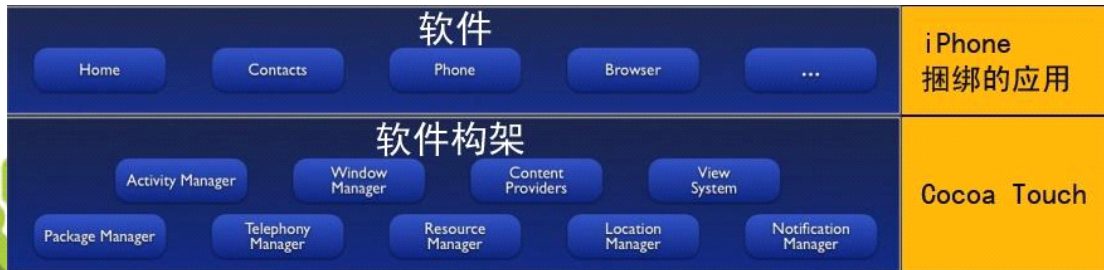 软件
Home
Contacts
Phone
Browser
...
iPhone
捆绑的应用
软件构架
Activity Manager
Window
Manager
Content
Providers
View
System
Package Manager
Telephony
Manager
Resource
Manager
Location
Manager
Notification
Manager
Cocoa Touch